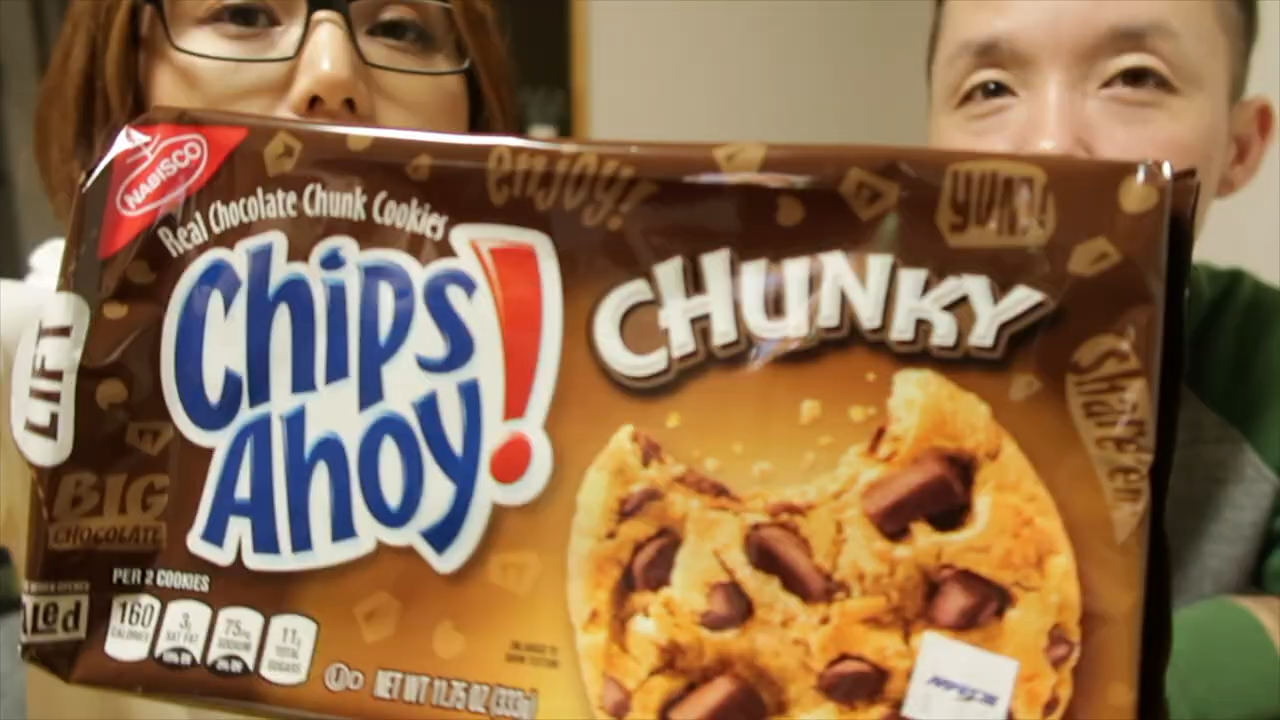 NABISCO
Real Chocolate Chunk Cookies
enjoy!
YUM!
Chips
Ahoy!
CHUNKY
LIFT
BIG
CHOCOLATE
PER 2 COOKIES
160
CALORIES
3g
SAT FAT
75mg
SODIUM
11g
TOTAL
SUGARS
NET WT 11.75 OZ (333g)